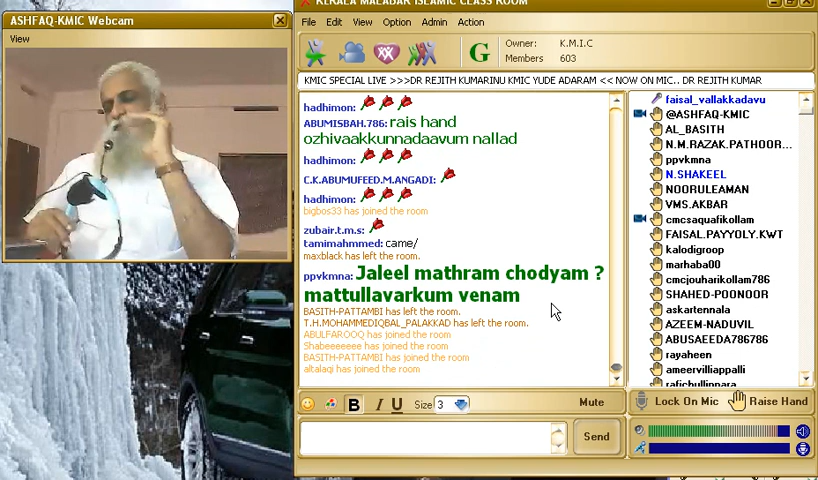 ASHFAQ-KMIC Webcam
View
KERALA MALABAR ISLAMIC CLASS ROOM
File Edit View Option Admin Action
G
Owner: K.M.I.C
Members 603
KMIC SPECIAL LIVE >>>DR REJITH KUMARINU KMIC YUDE ADARAM << NOW ON MIC.. DR REJITH KUMAR
hadhimon:
ABUMISBAH.786: rais hand
ozhivaakkunnadaavum nallad
hadhimon:
C.K.ABUMUFEED.M.ANGADI:
hadhimon:
bigbos33 has joined the room
zubair.t.m.s:
tamimahmmed: came/
maxblack has left the room.
ppvkmna: Jaleel mathram chodyam ?
mattullavarkum venam
BASITH-PATTAMBI has left the room.
T.H.MOHAMMEDIQBAL_PALAKKAD has left the room.
ABULFAROOQ has joined the room
Shabeeeeeee has joined the room
BASITH-PATTAMBI has joined the room
altalaqi has joined the room
faisal_vallakkadavu
@ASHFAQ-KMIC
AL_BASITH
N.M.RAZAK.PATHOOR...
ppvkmna
N.SHAKEEL
NOORULEAMAN
VMS.AKBAR
cmcsaquafikollam
FAISAL.PAYYOLY.KWT
kalodigroop
marhaba00
cmcjouharikollam786
SHAHED-POONOOR
askartennala
AZEEM-NADUVIL
ABUSAEEDA786786
rayaheen
ameervilliappalli
rafichullipara
B I U Size 3 Mute
Lock On Mic Raise Hand
Send